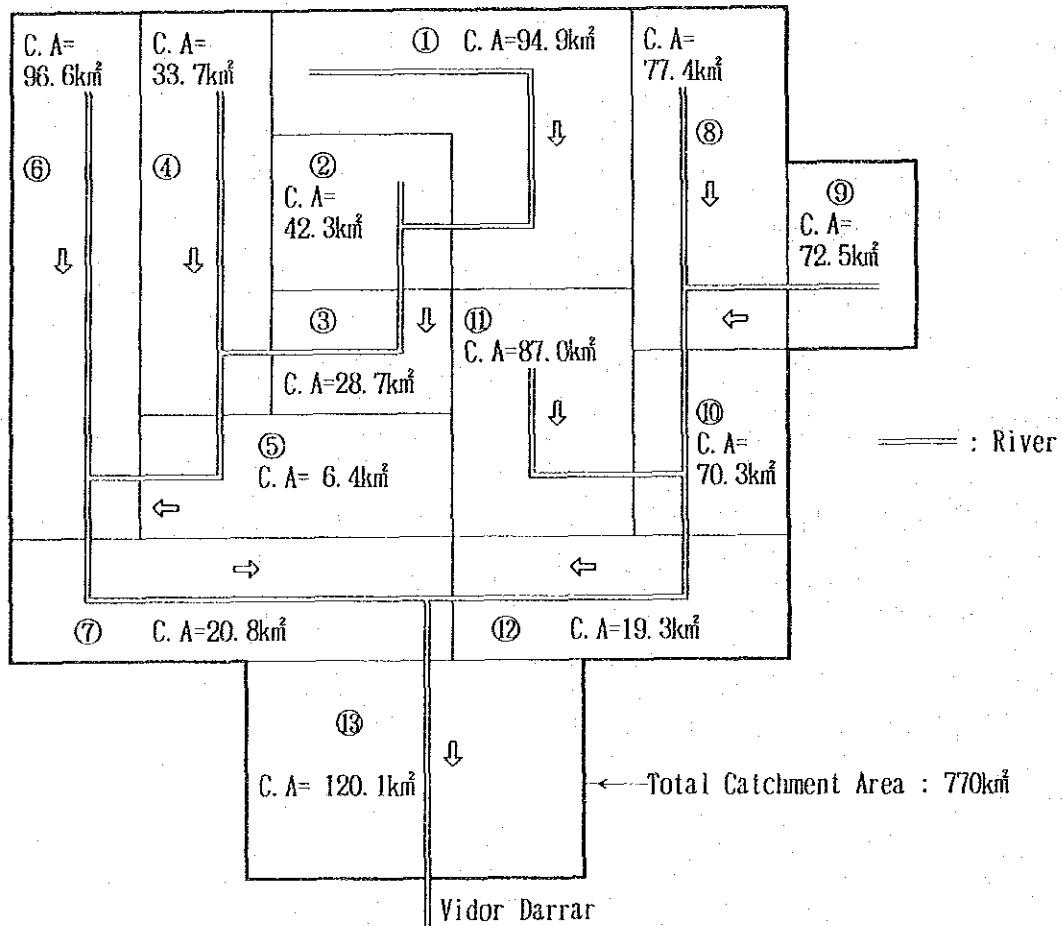 C. A=
96.6km²
⑥
C. A=
33.7km²
④
① C. A=94.9km²
②
C. A=
42.3km²
③
C. A=28.7km²
⑤
C. A= 6.4km²
C. A=
77.4km²
⑧
⑨
C. A=
72.5km²
⑪
C. A=87.0km²
⑩
C. A=
70.3km²
: River
⑦ C. A=20.8km²
⑫ C. A=19.3km²
⑬
C. A= 120.1km²
Total Catchment Area : 770km²
Vidor Darrar